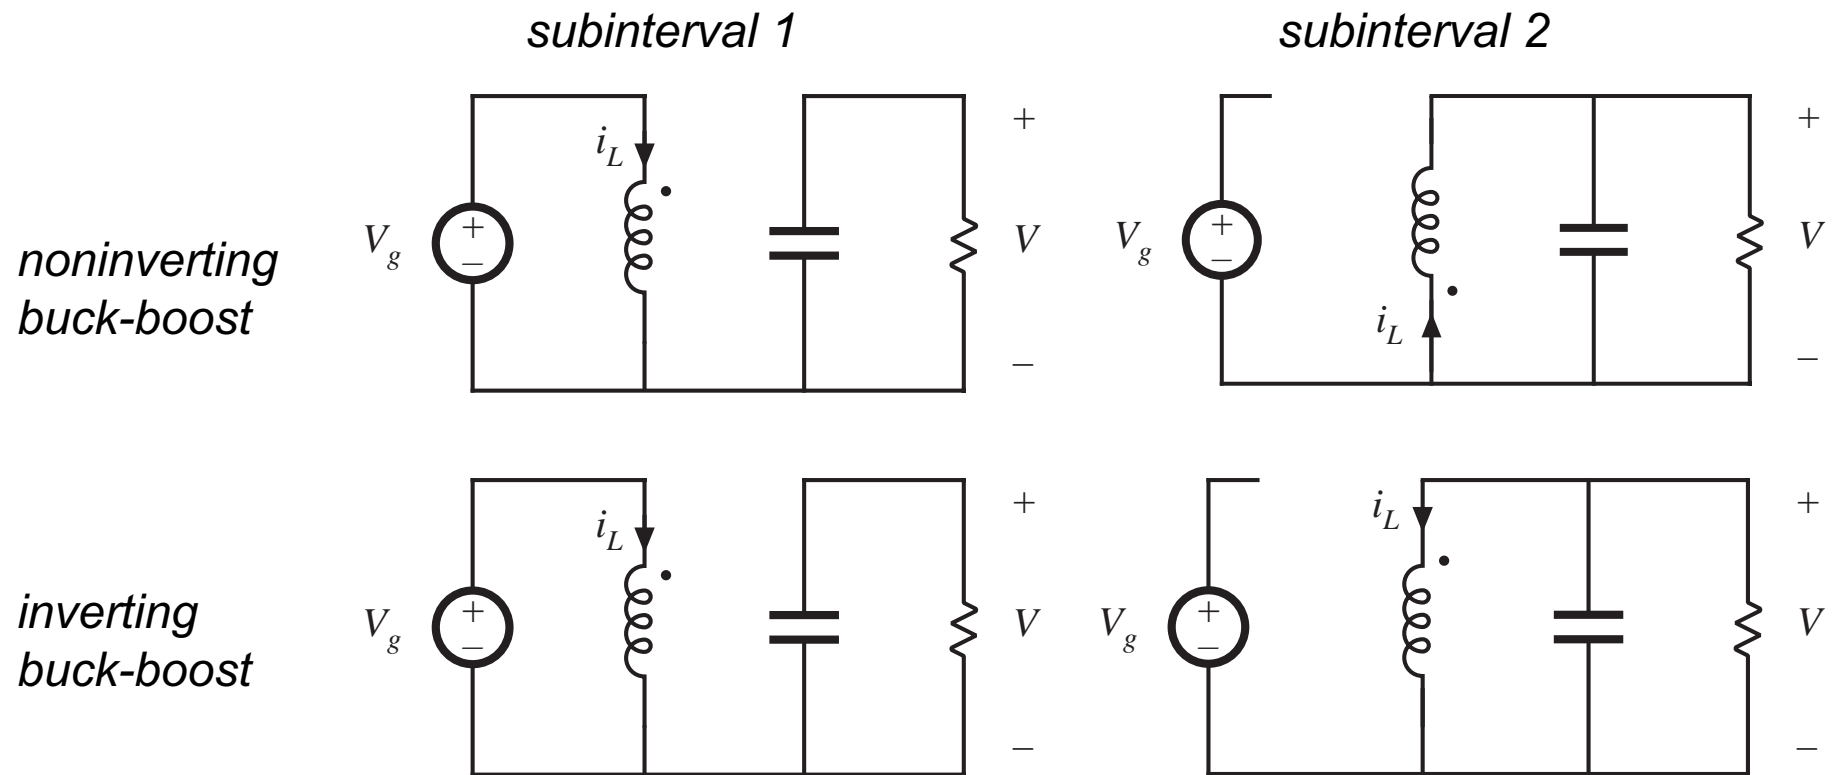 subinterval 1
subinterval 2
noninverting
buck-boost
V_g
+
−
i_L
+
V
−
V_g
+
−
i_L
+
V
−
inverting
buck-boost
V_g
+
−
i_L
+
V
−
V_g
+
−
i_L
+
V
−